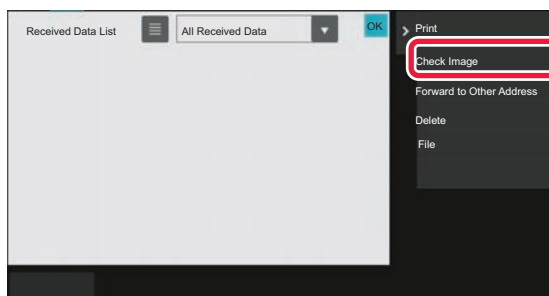 Received Data List
All Received Data
OK
Print
Check Image
Forward to Other Address
Delete
File